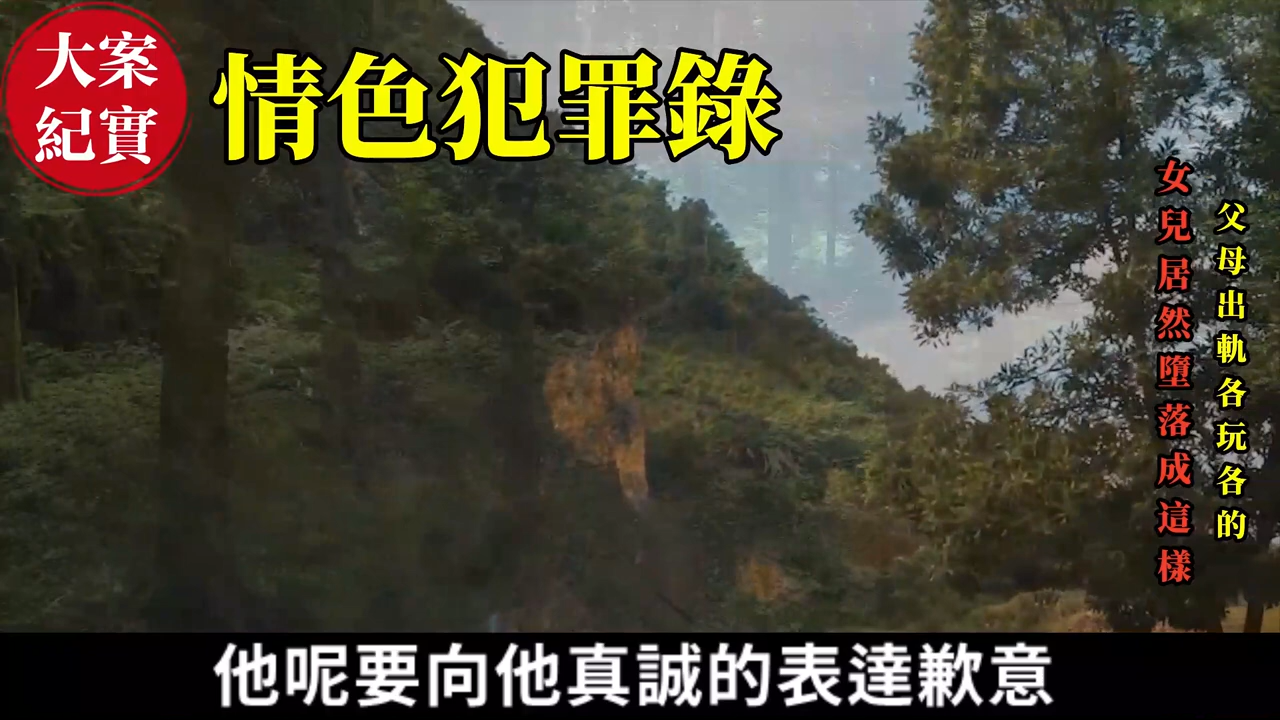 大案
紀實
情色犯罪錄
父母出軌各玩各的
女兒居然墮落成這樣
他呢要向他真誠的表達歉意